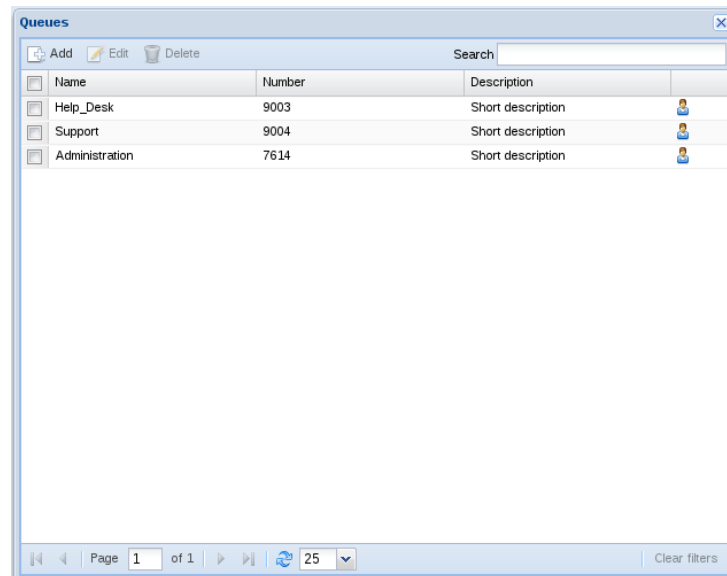 Queues
Add Edit Delete Search
Name Number Description
Help_Desk 9003 Short description
Support 9004 Short description
Administration 7614 Short description
Page 1 of 1 25 Clear filters